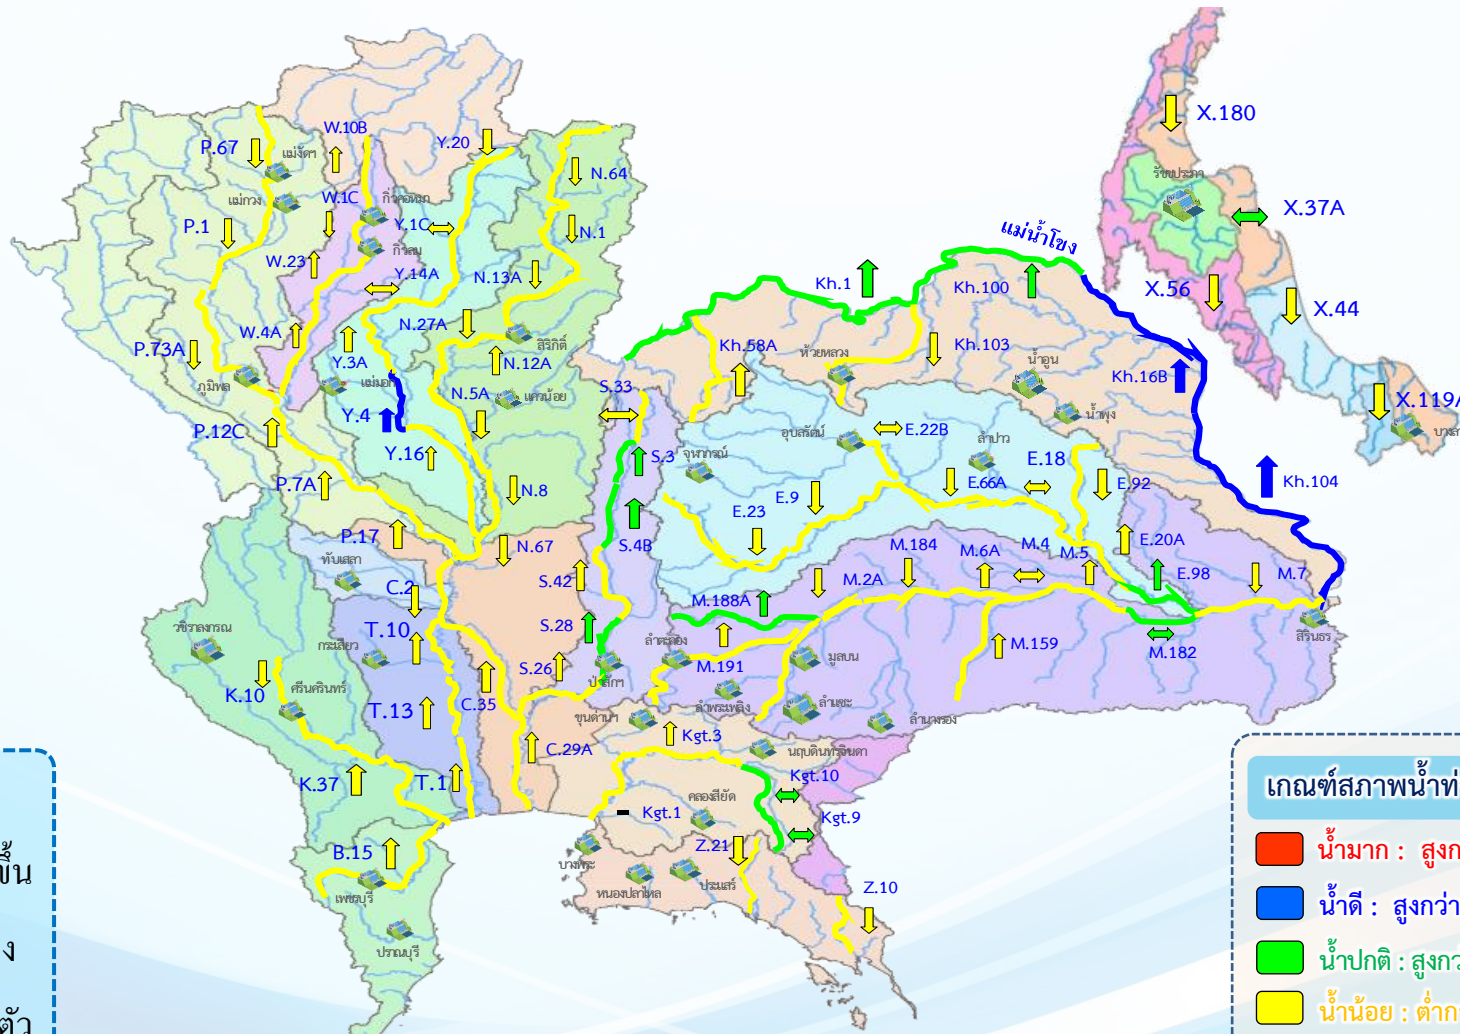 X.180
W.10B
P.67
แม่งัดฯ
Y.20
N.64
รัชชประภา
แม่กวง
W.1C
กิ่วคอหมา
X.37A
P.1
Y.1C
N.1
แม่น้ำโขง
กิ่วลม
W.23
Y.14A
N.13A
Kh.1
Kh.100
X.56
X.44
N.27A
W.4A
P.73A
Y.3A
สิริกิติ์
N.12A
Kh.58A
ห้วยหลวง
Kh.103
น้ำอูน
Kh.16B
ภูมิพล
แม่มอก
N.5A
แควน้อย
S.33
X.119A
น้ำพุง
Y.4
P.12C
อุบลรัตน์
E.22B
ลำปาว
Y.16
S.3
จุฬาภรณ์
E.18
P.7A
N.8
E.9
E.66A
E.92
Kh.104
E.23
P.17
N.67
S.4B
M.184
M.6A
M.4
M.5
E.20A
ทับเสลา
C.2
S.42
M.2A
E.98
M.7
M.188A
วชิราลงกรณ
T.10
S.28
ลำตะคอง
สิรินธร
กระเสียว
M.159
M.182
S.26
ป่าสักฯ
M.191
มูลบน
K.10
ศรีนครินทร์
T.13
C.35
ลำพระเพลิง
ลำแชะ
ลำนางรอง
ขุนด่านฯ
Kgt.3
C.29A
นฤบดินทรจินดา
K.37
T.1
Kgt.10
คลองสียัด
Kgt.1
Kgt.9
B.15
บางพระ
Z.21
เพชรบุรี
หนองปลาไหล
ประแสร์
Z.10
ปราณบุรี
ขึ้น
ง
ตัว
เกณฑ์สภาพน้ำท่
น้ำมาก : สูงก
น้ำดี : สูงกว่า
น้ำปกติ : สูงกว
น้ำน้อย : ต่ำก